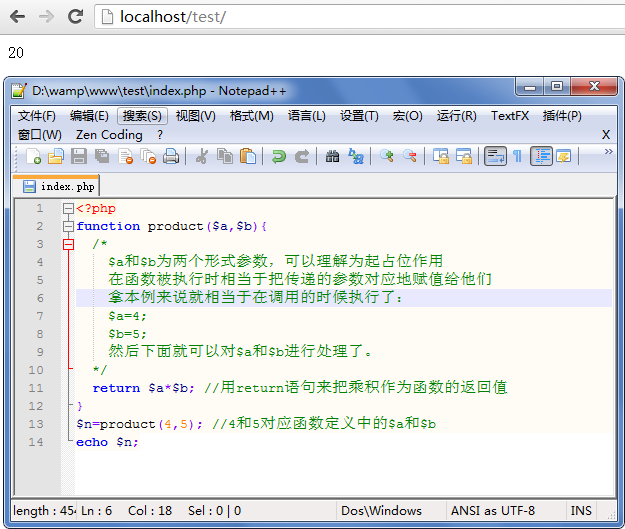 localhost/test/
20
D:\wamp\www\test\index.php - Notepad++
文件(F) 编辑(E) 搜索(S) 视图(V) 格式(M) 语言(L) 设置(T) 宏(O) 运行(R) TextFX 插件(P)
窗口(W) Zen Coding ? X
index.php
1 <?php
2 function product($a,$b){
3 /*
4 $a和$b为两个形式参数，可以理解为起占位作用
5 在函数被执行时相当于把传递的参数对应地赋值给他们
6 拿本例来说就相当于在调用的时候执行了：
7 $a=4;
8 $b=5;
9 然后下面就可以对$a和$b进行处理了。
10 */
11 return $a*$b; //用return语句来把乘积作为函数的返回值
12 }
13 $n=product(4,5); //4和5对应函数定义中的$a和$b
14 echo $n;
length : 454 Ln : 6 Col : 18 Sel : 0 | 0 Dos\Windows ANSI as UTF-8 INS